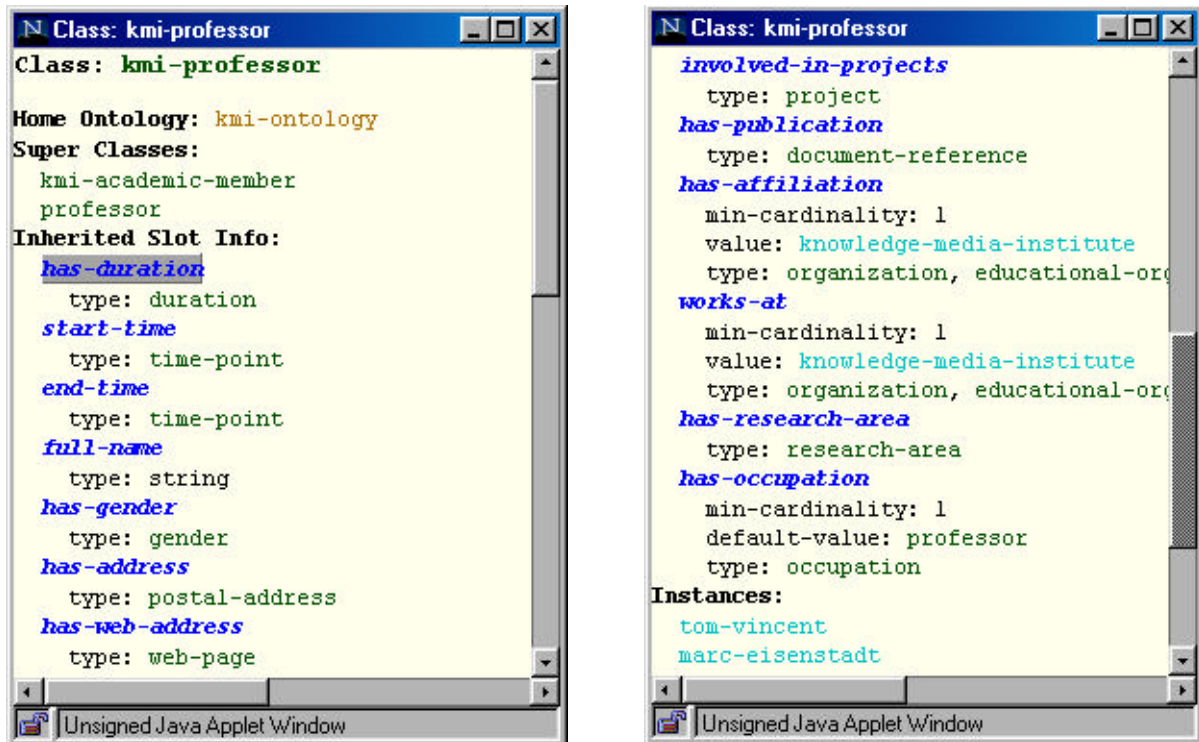 Class: kmi-professor
Class: kmi-professor
Home Ontology: kmi-ontology
Super Classes:
kmi-academic-member
professor
Inherited Slot Info:
has-duration
type: duration
start-time
type: time-point
end-time
type: time-point
full-name
type: string
has-gender
type: gender
has-address
type: postal-address
has-web-address
type: web-page
Unsigned Java Applet Window
Class: kmi-professor
involved-in-projects
type: project
has-publication
type: document-reference
has-affiliation
min-cardinality: 1
value: knowledge-media-institute
type: organization, educational-org
works-at
min-cardinality: 1
value: knowledge-media-institute
type: organization, educational-org
has-research-area
type: research-area
has-occupation
min-cardinality: 1
default-value: professor
type: occupation
Instances:
tom-vincent
marc-eisenstadt
Unsigned Java Applet Window